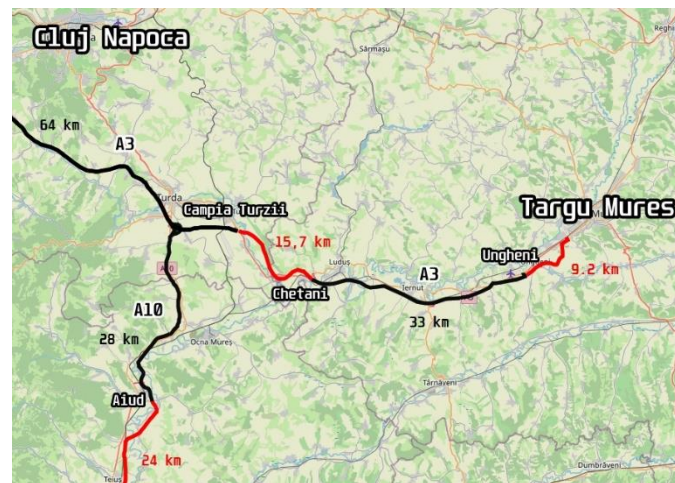 Cluj Napoca
Sărmașu
Reghin
64 km
A3
Turda
Campia Turzii
Targu Mures
15,7 km
Luduș
A3
Ungheni
9.2 km
Chetani
Iernut
A10
33 km
28 km
Ocna Mureș
Târnăveni
Aiud
24 km
Teiuș
Dumbrăveni